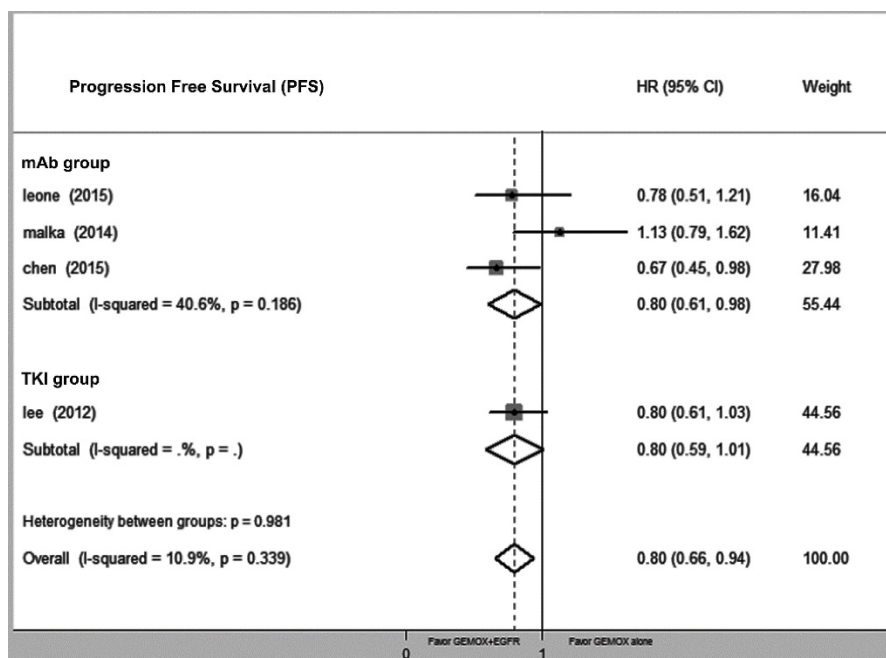 Progression Free Survival (PFS) HR (95% CI) Weight
mAb group
leone (2015) 0.78 (0.51, 1.21) 16.04
malka (2014) 1.13 (0.79, 1.62) 11.41
chen (2015) 0.67 (0.45, 0.98) 27.98
Subtotal (I-squared = 40.6%, p = 0.186) 0.80 (0.61, 0.98) 55.44
TKI group
lee (2012) 0.80 (0.61, 1.03) 44.56
Subtotal (I-squared = .%, p = .) 0.80 (0.59, 1.01) 44.56
Heterogeneity between groups: p = 0.981
Overall (I-squared = 10.9%, p = 0.339) 0.80 (0.66, 0.94) 100.00
Favor GEMOX+EGFR Favor GEMOX alone
0 1